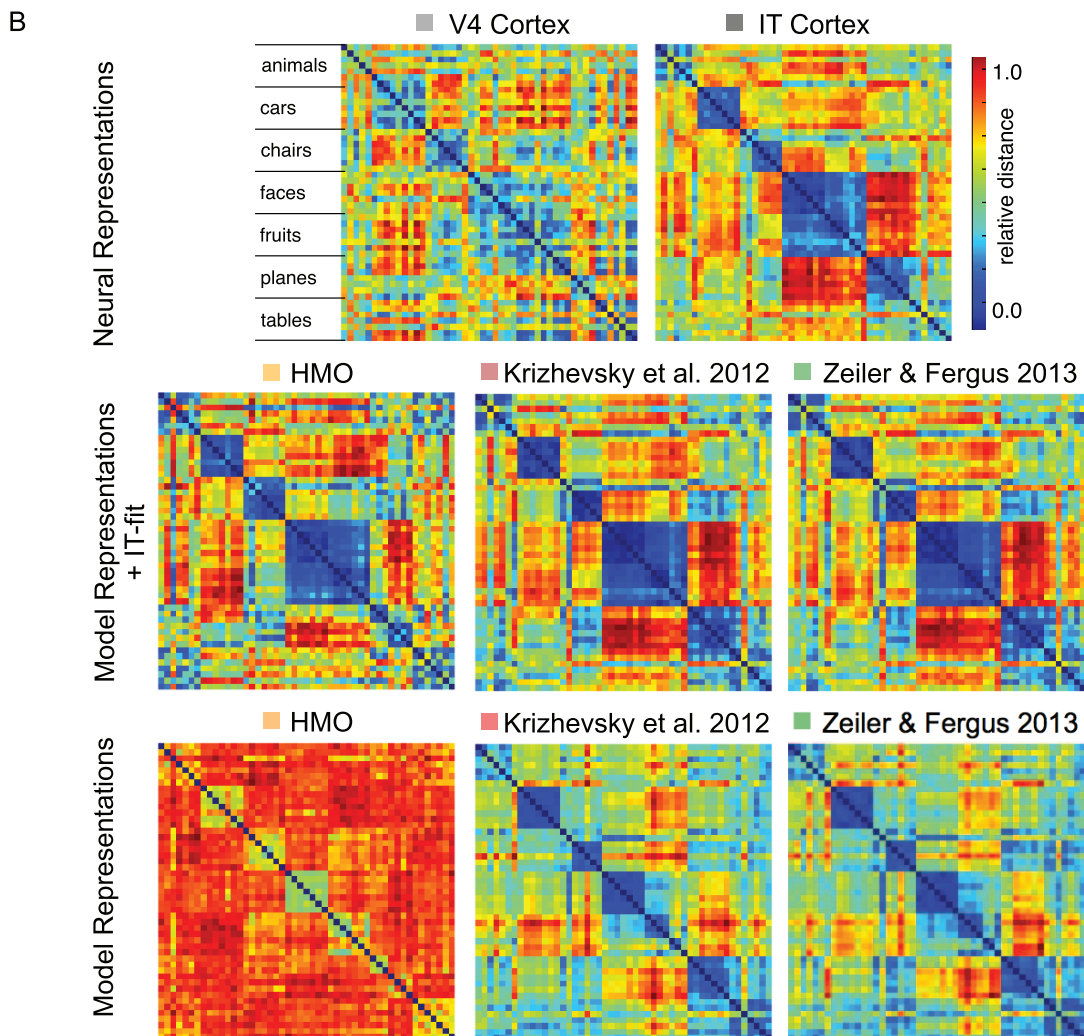 B
V4 Cortex
IT Cortex
Neural Representations
animals
cars
chairs
faces
fruits
planes
tables
1.0
relative distance
0.0
Model Representations
+ IT-fit
HMO
Krizhevsky et al. 2012
Zeiler & Fergus 2013
Model Representations
HMO
Krizhevsky et al. 2012
Zeiler & Fergus 2013